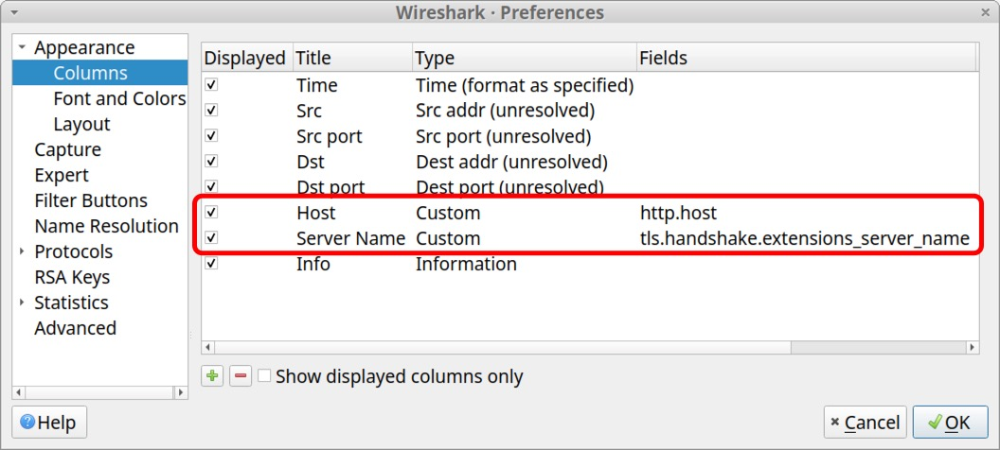 Wireshark · Preferences
Appearance
Columns
Font and Colors
Layout
Capture
Expert
Filter Buttons
Name Resolution
Protocols
RSA Keys
Statistics
Advanced
Displayed Title Type Fields
Time Time (format as specified)
Src Src addr (unresolved)
Src port Src port (unresolved)
Dst Dest addr (unresolved)
Dst port Dest port (unresolved)
Host Custom http.host
Server Name Custom tls.handshake.extensions_server_name
Info Information
Show displayed columns only
Help Cancel OK